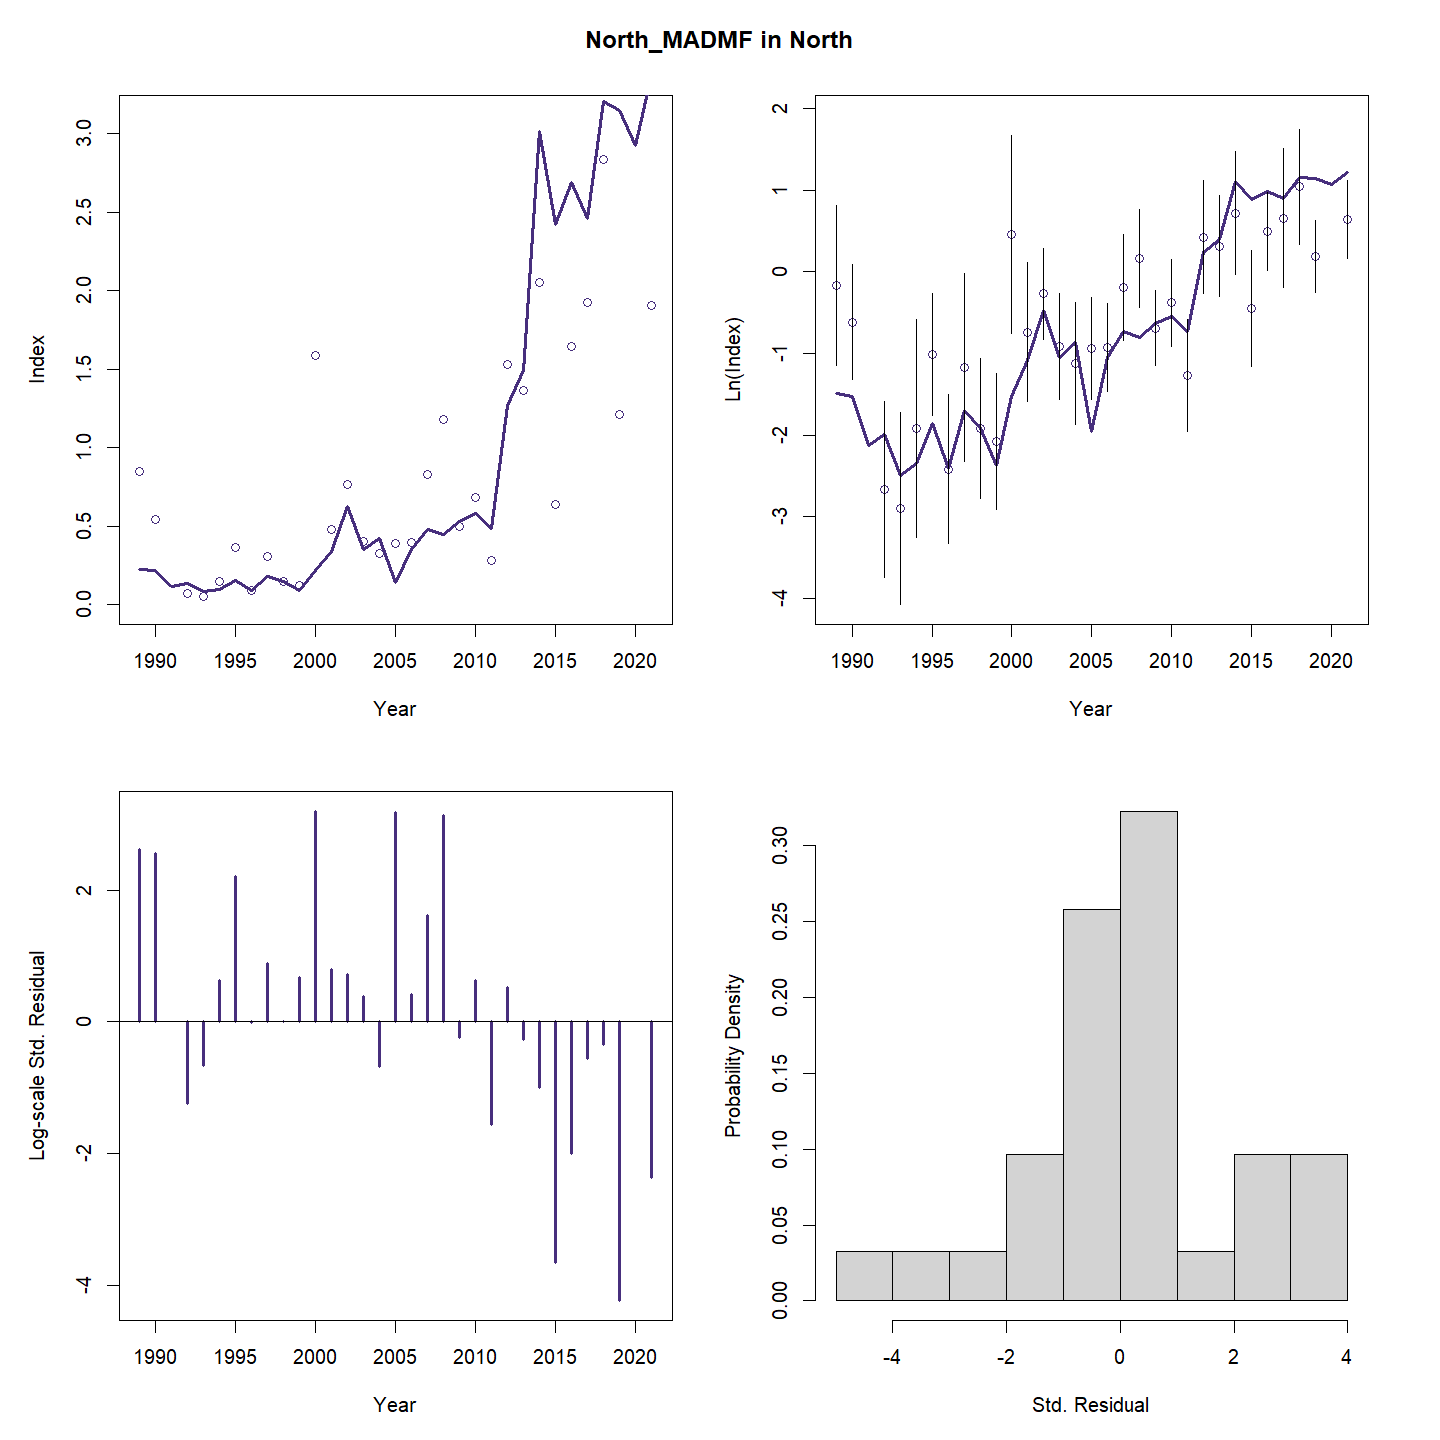 North_MADMF in North
Index
3.0
2.5
2.0
1.5
1.0
0.5
0.0
1990 1995 2000 2005 2010 2015 2020
Year
Ln(Index)
2
1
0
-1
-2
-3
-4
1990 1995 2000 2005 2010 2015 2020
Year
Log-scale Std. Residual
2
0
-2
-4
1990 1995 2000 2005 2010 2015 2020
Year
Probability Density
0.30
0.25
0.20
0.15
0.10
0.05
0.00
-4 -2 0 2 4
Std. Residual